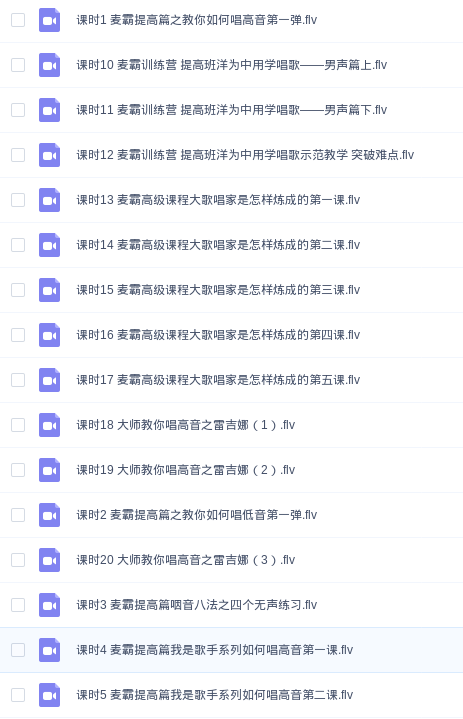 课时1 麦霸提高篇之教你如何唱高音第一弹.flv
课时10 麦霸训练营 提高班洋为中用学唱歌——男声篇上.flv
课时11 麦霸训练营 提高班洋为中用学唱歌——男声篇下.flv
课时12 麦霸训练营 提高班洋为中用学唱歌示范教学 突破难点.flv
课时13 麦霸高级课程大歌唱家是怎样炼成的第一课.flv
课时14 麦霸高级课程大歌唱家是怎样炼成的第二课.flv
课时15 麦霸高级课程大歌唱家是怎样炼成的第三课.flv
课时16 麦霸高级课程大歌唱家是怎样炼成的第四课.flv
课时17 麦霸高级课程大歌唱家是怎样炼成的第五课.flv
课时18 大师教你唱高音之雷吉娜（1）.flv
课时19 大师教你唱高音之雷吉娜（2）.flv
课时2 麦霸提高篇之教你如何唱低音第一弹.flv
课时20 大师教你唱高音之雷吉娜（3）.flv
课时3 麦霸提高篇咽音八法之四个无声练习.flv
课时4 麦霸提高篇我是歌手系列如何唱高音第一课.flv
课时5 麦霸提高篇我是歌手系列如何唱高音第二课.flv